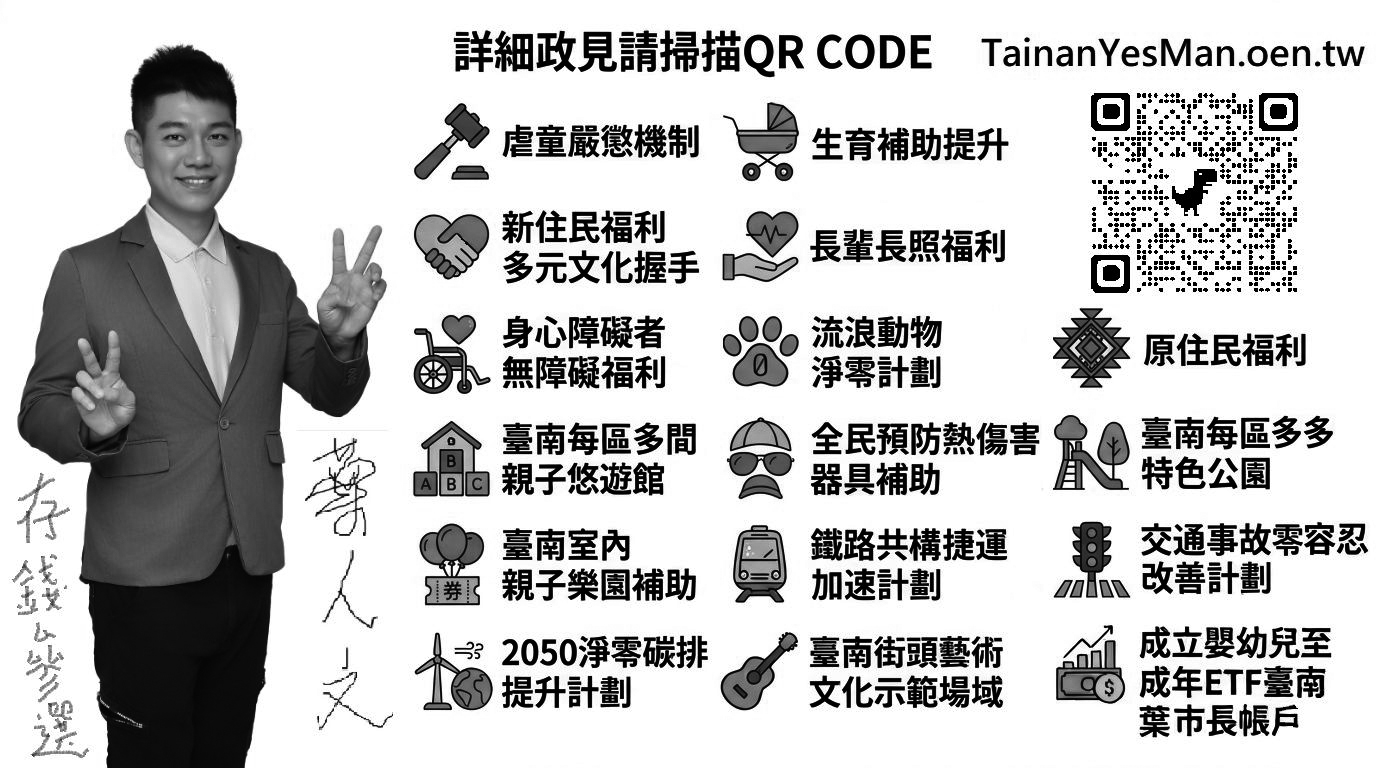 詳細政見請掃描QR CODE
TainanYesMan.oen.tw
虐童嚴懲機制
生育補助提升
新住民福利
多元文化握手
長輩長照福利
身心障礙者
無障礙福利
0
流浪動物
淨零計劃
原住民福利
B
A B C
臺南每區多間
親子悠遊館
全民預防熱傷害
器具補助
臺南每區多多
特色公園
券
臺南室內
親子樂園補助
鐵路共構捷運
加速計劃
交通事故零容忍
改善計劃
2050淨零碳排
提升計劃
臺南街頭藝術
文化示範場域
$
成立嬰幼兒至
成年ETF臺南
葉市長帳戶
葉人文
存錢參選